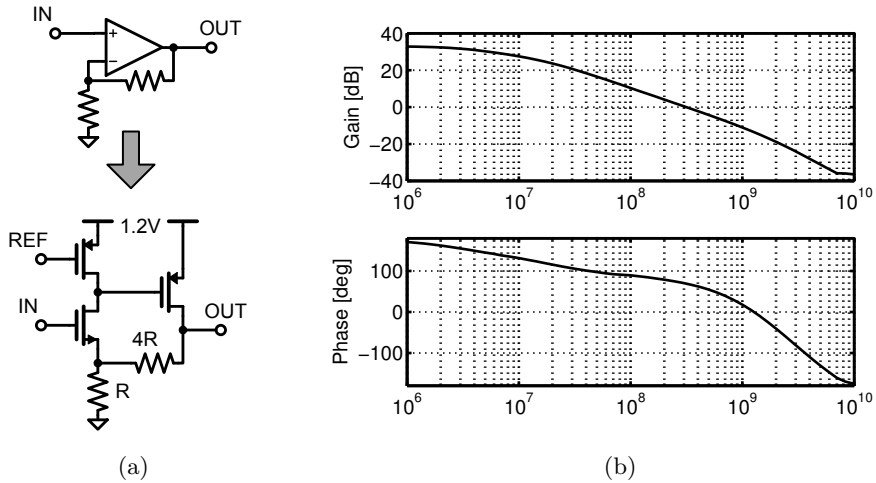 IN
OUT
+
−
1.2V
REF
IN
OUT
4R
R
(a)
Gain [dB]
40
20
0
−20
−40
10^6
10^7
10^8
10^9
10^10
Phase [deg]
100
0
−100
10^6
10^7
10^8
10^9
10^10
(b)